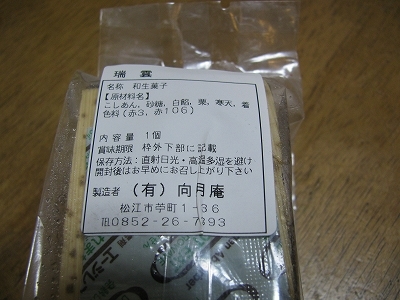 瑞雲
名称 和生菓子
【原材料名】
こしあん、砂糖、白餡、栗、寒天、着
色料(赤3、赤106)
内容量 1個
賞味期限 枠外下部に記載
保存方法:直射日光・高温多湿を避け
開封後はお早めにお召し上がり下さい
製造者 (有)向月庵
松江市苧町1-36
℡0852-26-7393